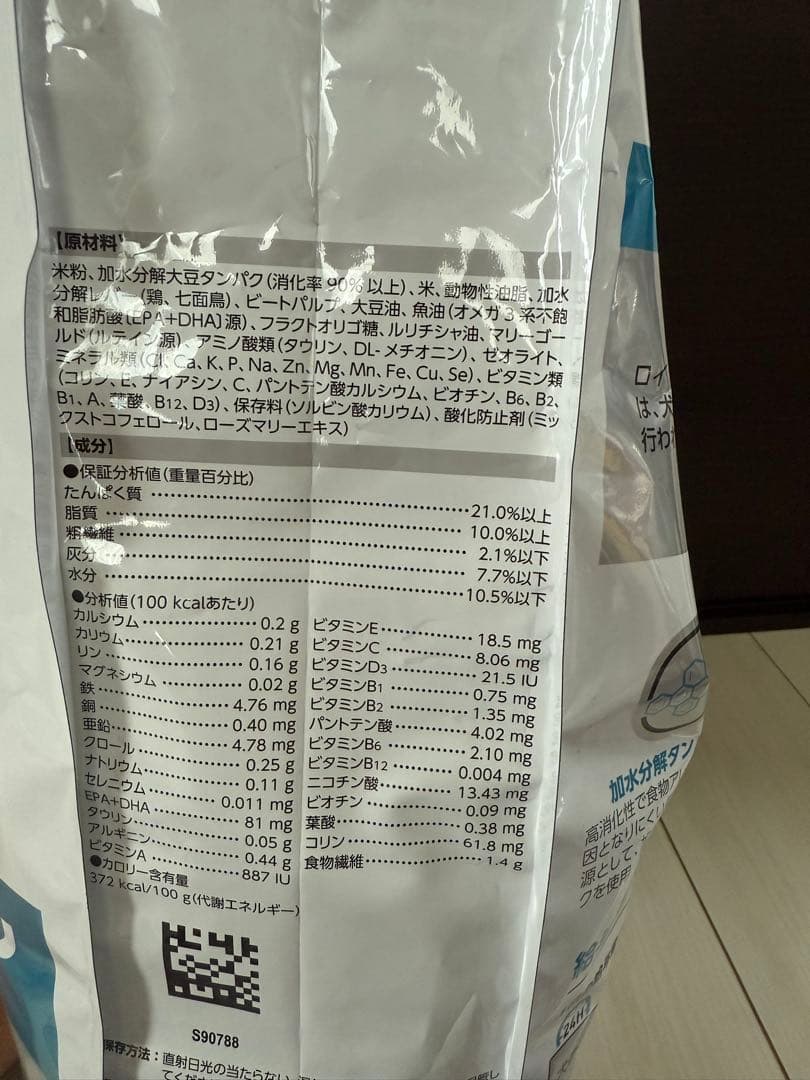 【原材料】
米粉、加水分解大豆タンパク(消化率 90% 以上)、米、動物性油脂、加水
分解レバー(鶏、七面鳥)、ビートパルプ、大豆油、魚油(オメガ 3 系不飽
和脂肪酸〔EPA+DHA〕源)、フラクトオリゴ糖、ルリチシャ油、マリーゴー
ルド(ルテイン源)、アミノ酸類(タウリン、DL- メチオニン)、ゼオライト、
ミネラル類(Cl、Ca、K、P、Na、Zn、Mg、Mn、Fe、Cu、Se)、ビタミン類
(コリン、E、ナイアシン、C、パントテン酸カルシウム、ビオチン、B6、B2、
B1、A、葉酸、B12、D3)、保存料(ソルビン酸カリウム)、酸化防止剤(ミッ
クストコフェロール、ローズマリーエキス)
【成分】
●保証分析値(重量百分比)
たんぱく質 21.0%以上
脂質 10.0%以上
粗繊維 2.1%以下
灰分 7.7%以下
水分 10.5%以下
●分析値(100 kcalあたり)
カルシウム 0.2 g
カリウム 0.21 g
リン 0.16 g
マグネシウム 0.02 g
鉄 4.76 mg
銅 0.40 mg
亜鉛 4.78 mg
クロール 0.25 g
ナトリウム 0.11 g
セレニウム 0.011 mg
EPA+DHA 81 mg
タウリン 0.05 g
アルギニン 0.44 g
ビタミンA 887 IU
●カロリー含有量
372 kcal/100 g(代謝エネルギー)
ビタミンE 18.5 mg
ビタミンC 8.06 mg
ビタミンD3 21.5 IU
ビタミンB1 0.75 mg
ビタミンB2 1.35 mg
パントテン酸 4.02 mg
ビタミンB6 2.10 mg
ビタミンB12 0.004 mg
ニコチン酸 13.43 mg
ビオチン 0.09 mg
葉酸 0.38 mg
コリン 61.8 mg
食物繊維 1.4 g
S90788
保存方法:直射日光の当たらない
ロイ
は、犬
行わ
加水分解タン
高消化性で食物ア
因となりにくい
源として、
クを使用
給
24H